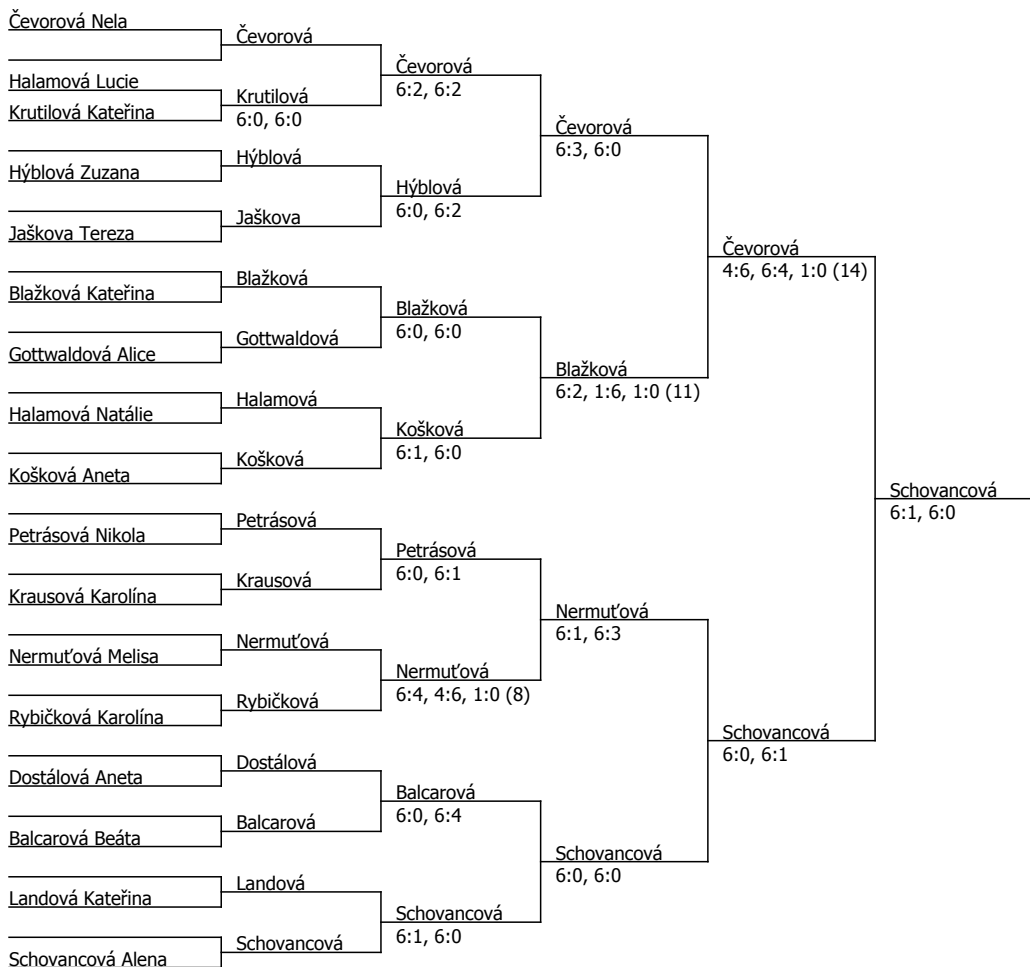 Čevorová Nela
Halamová Lucie
Krutilová Kateřina
Hýblová Zuzana
Jaškova Tereza
Blažková Kateřina
Gottwaldová Alice
Halamová Natálie
Košková Aneta
Petrásová Nikola
Krausová Karolína
Nermuťová Melisa
Rybičková Karolína
Dostálová Aneta
Balcarová Beáta
Landová Kateřina
Schovancová Alena
Čevorová
Krutilová
6:0, 6:0
Hýblová
Jaškova
Blažková
Gottwaldová
Halamová
Košková
Petrásová
Krausová
Nermuťová
Rybičková
Dostálová
Balcarová
Landová
Schovancová
Čevorová
6:2, 6:2
Hýblová
6:0, 6:2
Blažková
6:0, 6:0
Košková
6:1, 6:0
Petrásová
6:0, 6:1
Nermuťová
6:4, 4:6, 1:0 (8)
Balcarová
6:0, 6:4
Schovancová
6:1, 6:0
Čevorová
6:3, 6:0
Blažková
6:2, 1:6, 1:0 (11)
Nermuťová
6:1, 6:3
Schovancová
6:0, 6:0
Čevorová
4:6, 6:4, 1:0 (14)
Schovancová
6:0, 6:1
Schovancová
6:1, 6:0